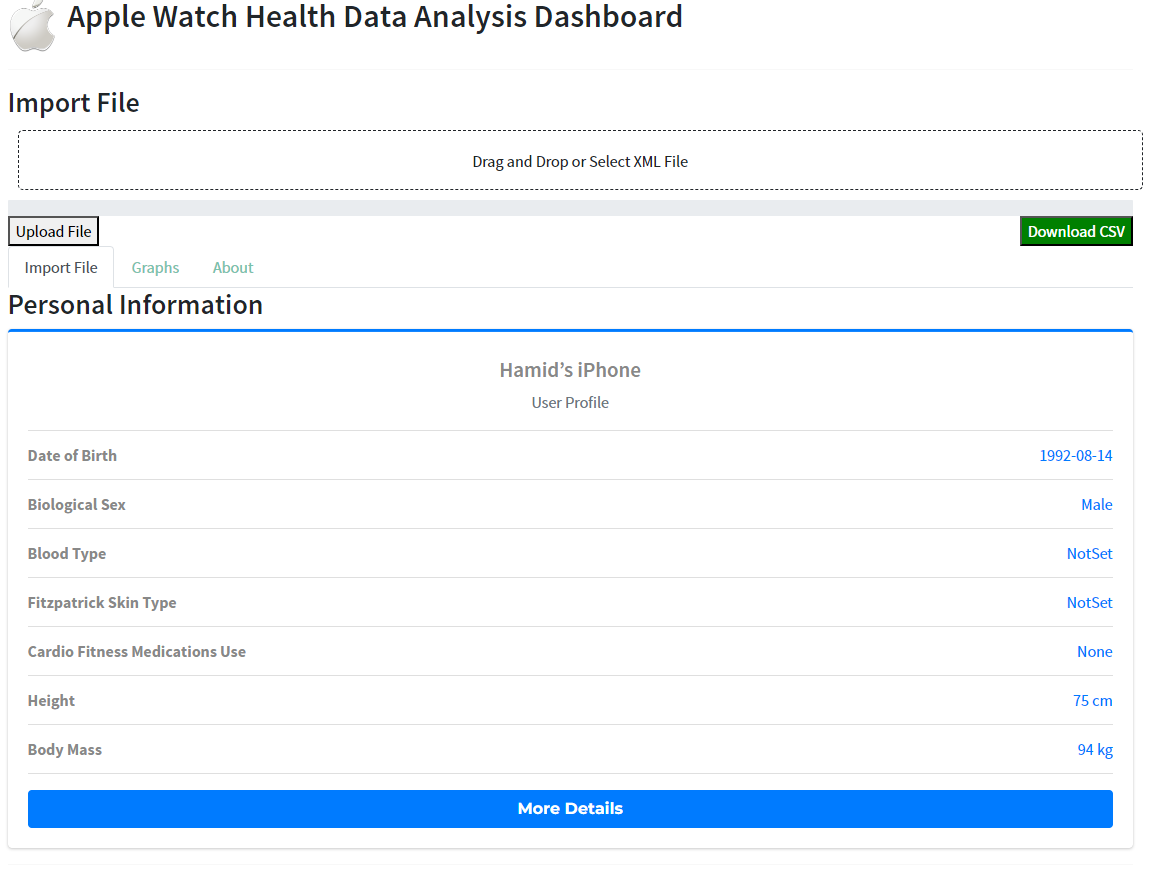 Apple Watch Health Data Analysis Dashboard
Import File
Drag and Drop or Select XML File
Upload File Download CSV
Import File Graphs About
Personal Information
Hamid’s iPhone
User Profile
Date of Birth 1992-08-14
Biological Sex Male
Blood Type NotSet
Fitzpatrick Skin Type NotSet
Cardio Fitness Medications Use None
Height 75 cm
Body Mass 94 kg
More Details